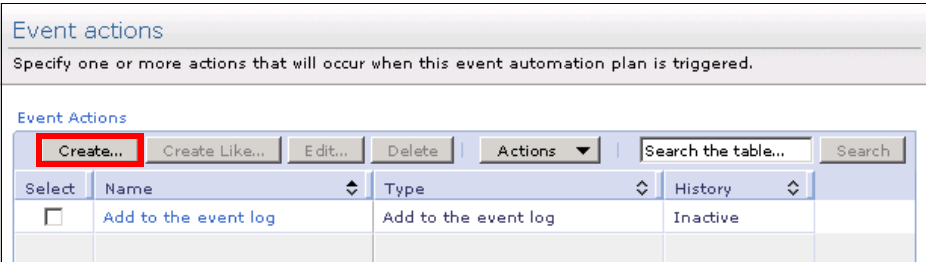 Event actions
Specify one or more actions that will occur when this event automation plan is triggered.
Event Actions
Create... Create Like... Edit... Delete Actions Search the table... Search
Select Name Type History
Add to the event log Add to the event log Inactive